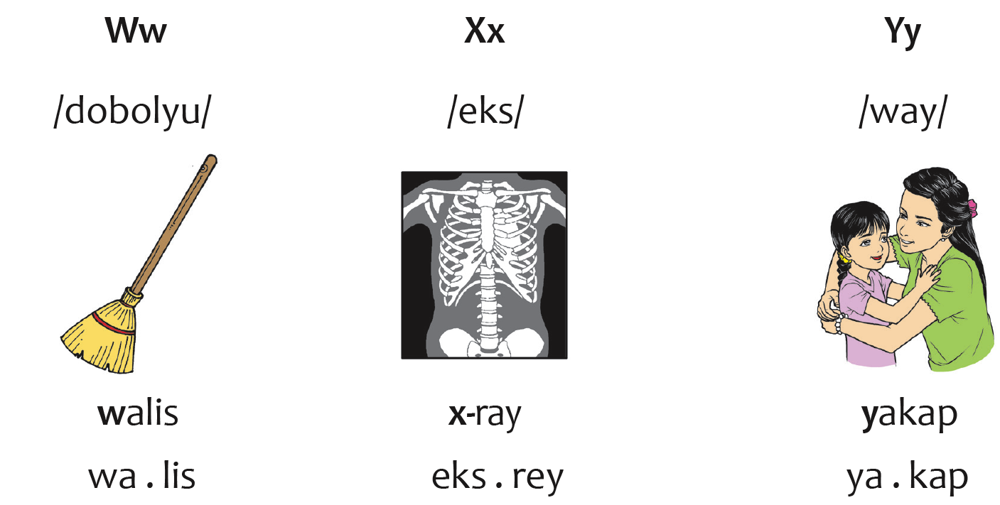 Ww Xx Yy
/dobolyu/ /eks/ /way/
walis x-ray yakap
wa . lis eks . rey ya . kap